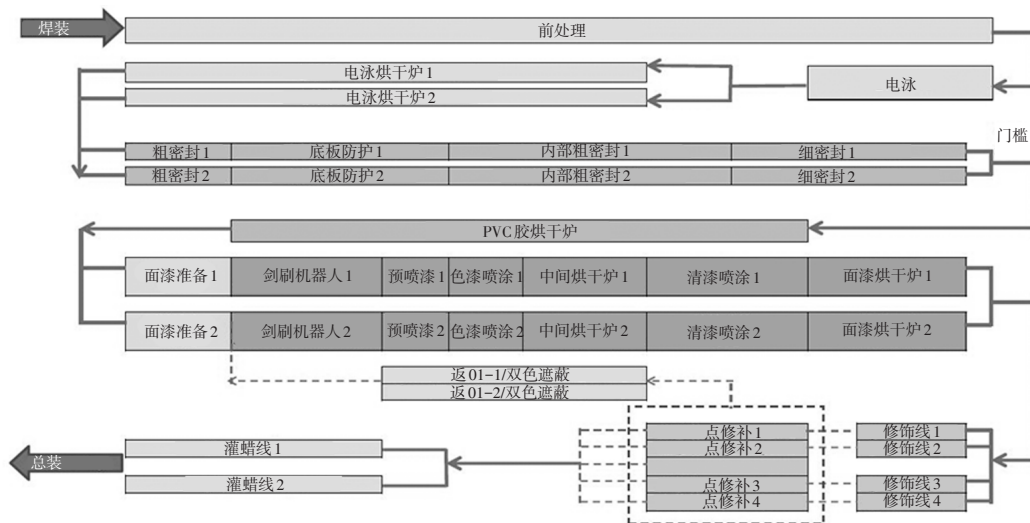 焊装
前处理
电泳烘干炉1
电泳烘干炉2
电泳
门槛
粗密封1 底板防护1 内部粗密封1 细密封1
粗密封2 底板防护2 内部粗密封2 细密封2
PVC胶烘干炉
面漆准备1 剑刷机器人1 预喷漆1 色漆喷涂1 中间烘干炉1 清漆喷涂1 面漆烘干炉1
面漆准备2 剑刷机器人2 预喷漆2 色漆喷涂2 中间烘干炉2 清漆喷涂2 面漆烘干炉2
返01-1/双色遮蔽
返01-2/双色遮蔽
点修补1 修饰线1
点修补2 修饰线2
点修补3 修饰线3
点修补4 修饰线4
灌蜡线1
灌蜡线2
总装